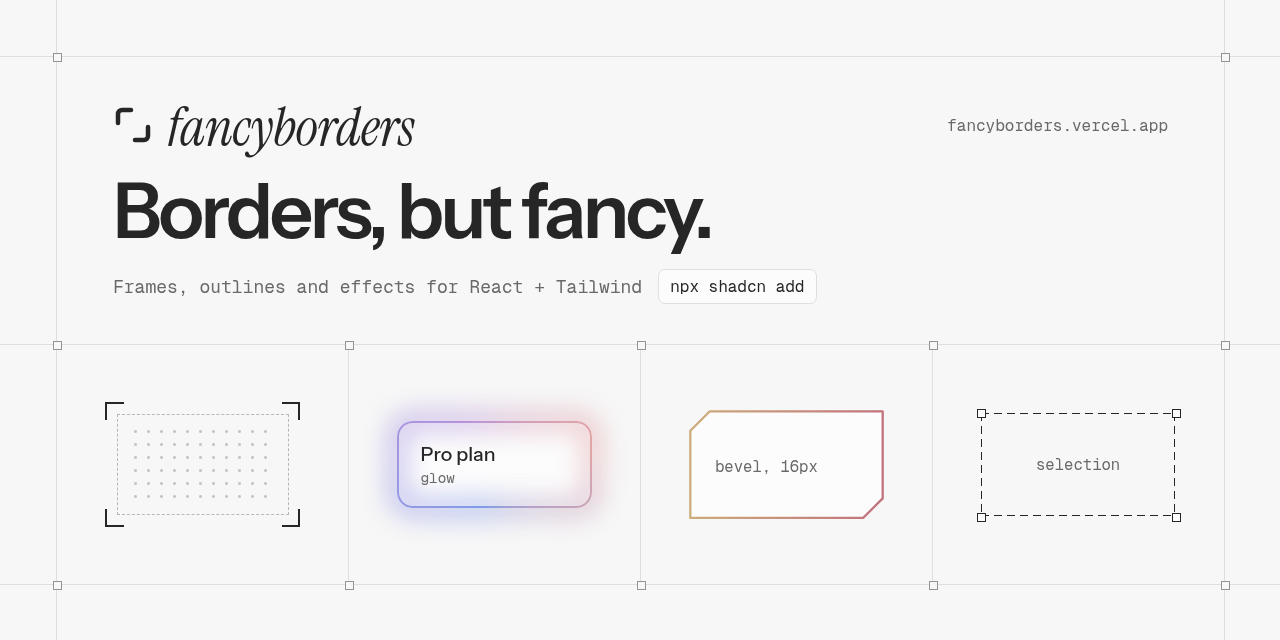 fancyborders
fancyborders.vercel.app
Borders, but fancy.
Frames, outlines and effects for React + Tailwind
npx shadcn add
Pro plan
glow
bevel, 16px
selection